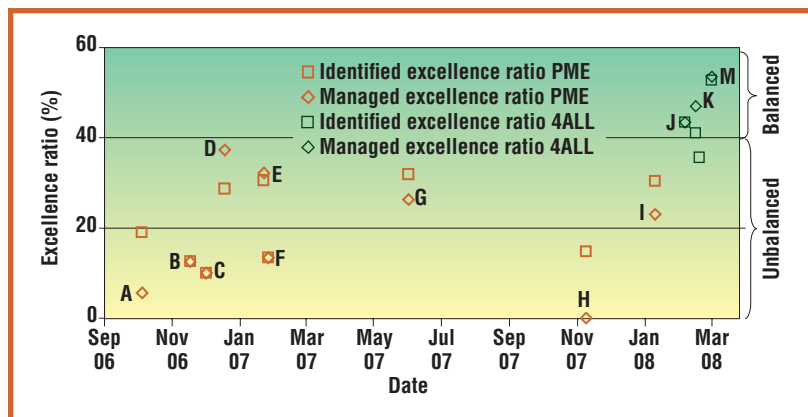 60
40
20
0
Excellence ratio (%)
Identified excellence ratio PME
Managed excellence ratio PME
Identified excellence ratio 4ALL
Managed excellence ratio 4ALL
A
B
C
D
E
F
G
H
I
J
K
M
Balanced
Unbalanced
Sep Nov Jan Mar May Jul Sep Nov Jan Mar
06 06 07 07 07 07 07 07 08 08
Date